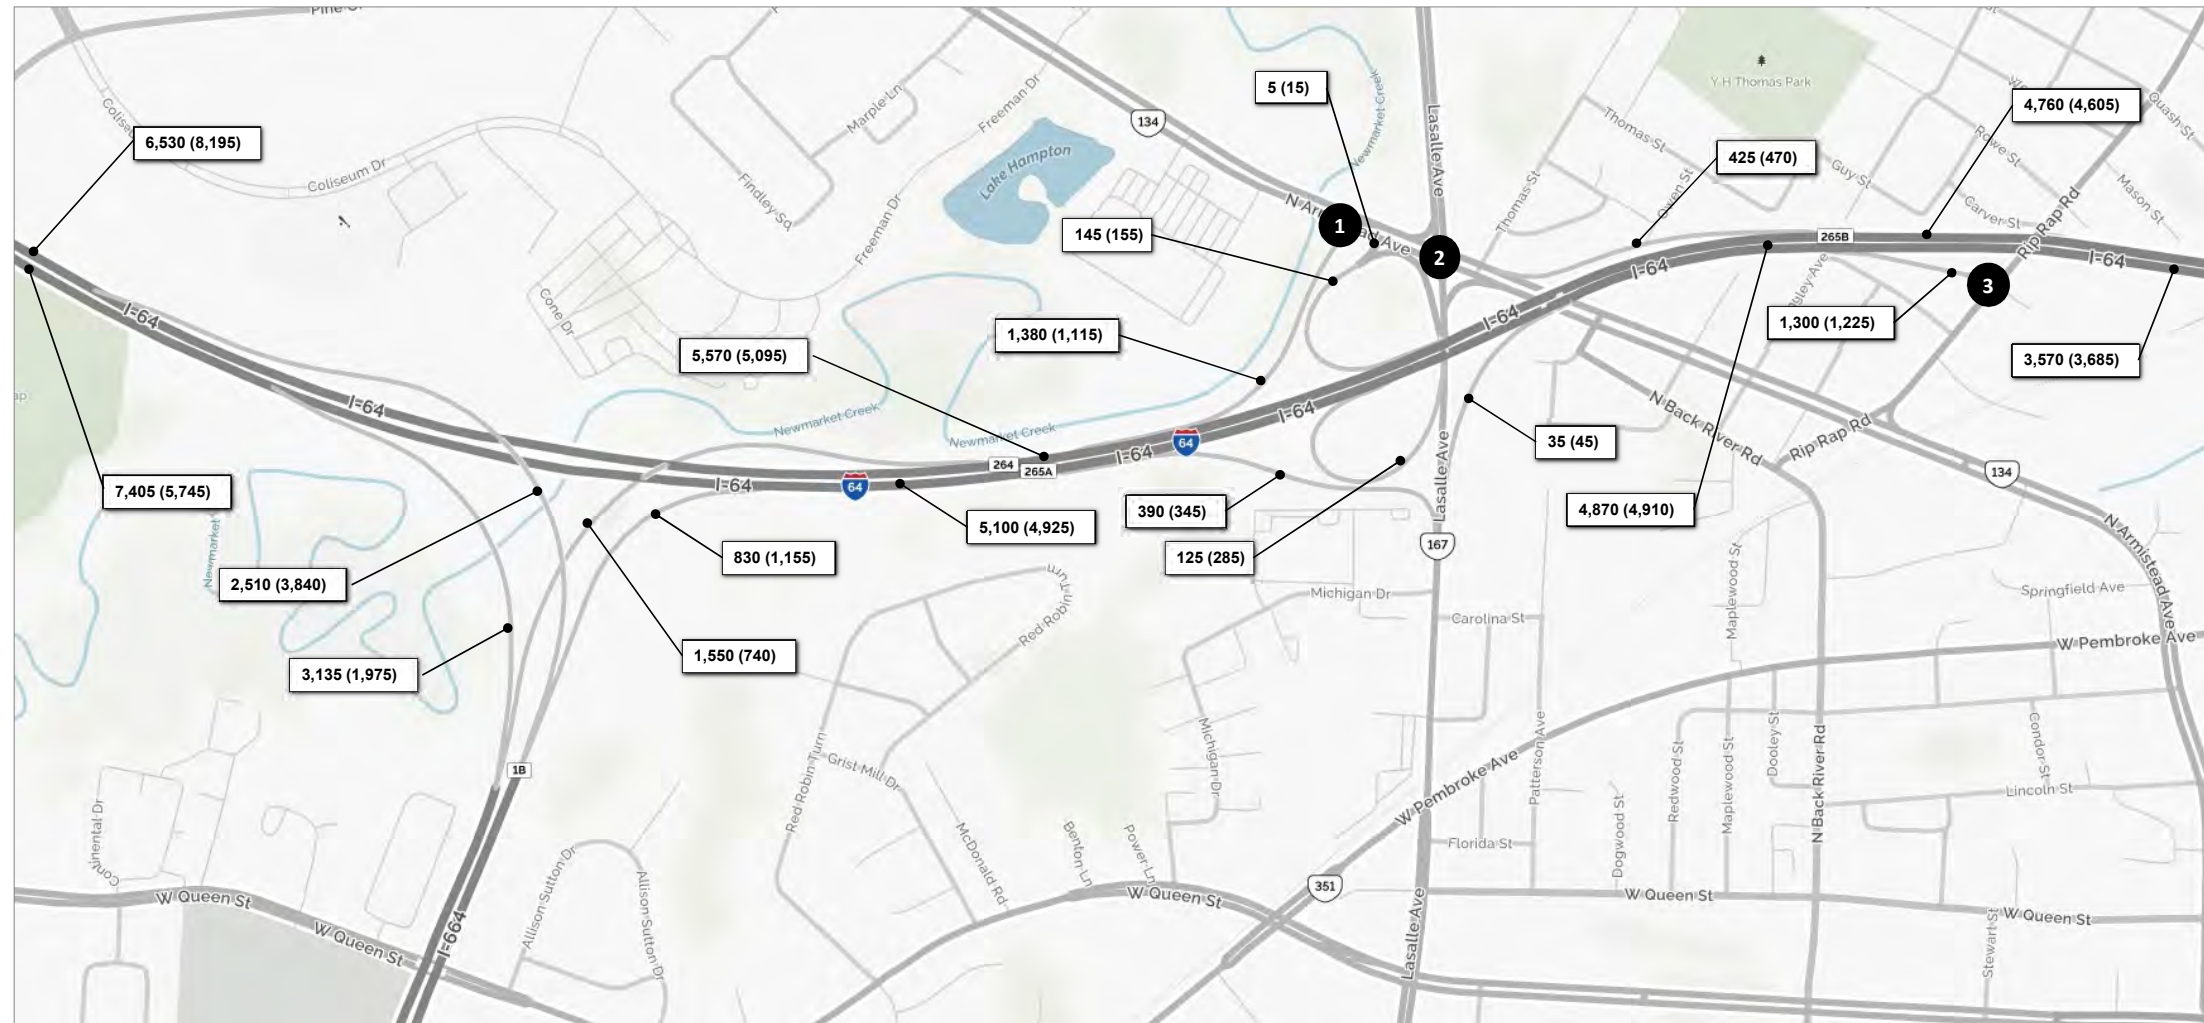 134
Lasalle Ave
Newmarket Creek
Y H Thomas Park
Quash St
5 (15)
4,760 (4,605)
6,530 (8,195)
Coliseum Dr
Marple Ln
Freeman Dr
Lake Hampton
Findley Sq
Freeman Dr
Thomas St
Thomas St
Owen St
Guy St
Rowe St
Mason St
Carver St
Rip Rap Rd
425 (470)
145 (155)
1
2
3
265B
I-64
I-64
I-64
I-64
I-64
I-64
I-64
I-64
Cone Dr
1,380 (1,115)
5,570 (5,095)
1,300 (1,225)
3,570 (3,685)
Newmarket Creek
Newmarket Creek
N Back River Rd
Rip Rap Rd
35 (45)
264
265A
64
64
134
7,405 (5,745)
5,100 (4,925)
390 (345)
4,870 (4,910)
125 (285)
830 (1,155)
2,510 (3,840)
Newmarket
Lasalle Ave
167
N Armistead Ave
Michigan Dr
Carolina St
Maplewood St
Springfield Ave
W Pembroke Ave
Red Robin Turn
1,550 (740)
3,135 (1,975)
Red Robin Turn
Grist Mill Dr
Michigan Dr
Patterson Ave
W Pembroke Ave
Redwood St
Maplewood St
Dooley St
N Back River Rd
Condor St
Lincoln St
1B
Continental Dr
McDonald Rd
Benton Ln
Power Ln
Florida St
Dogwood St
Allison Sutton Dr
Allison Sutton Dr
351
W Queen St
W Queen St
W Queen St
W Queen St
W Queen St
I-664
Lasalle Ave
Stewart St